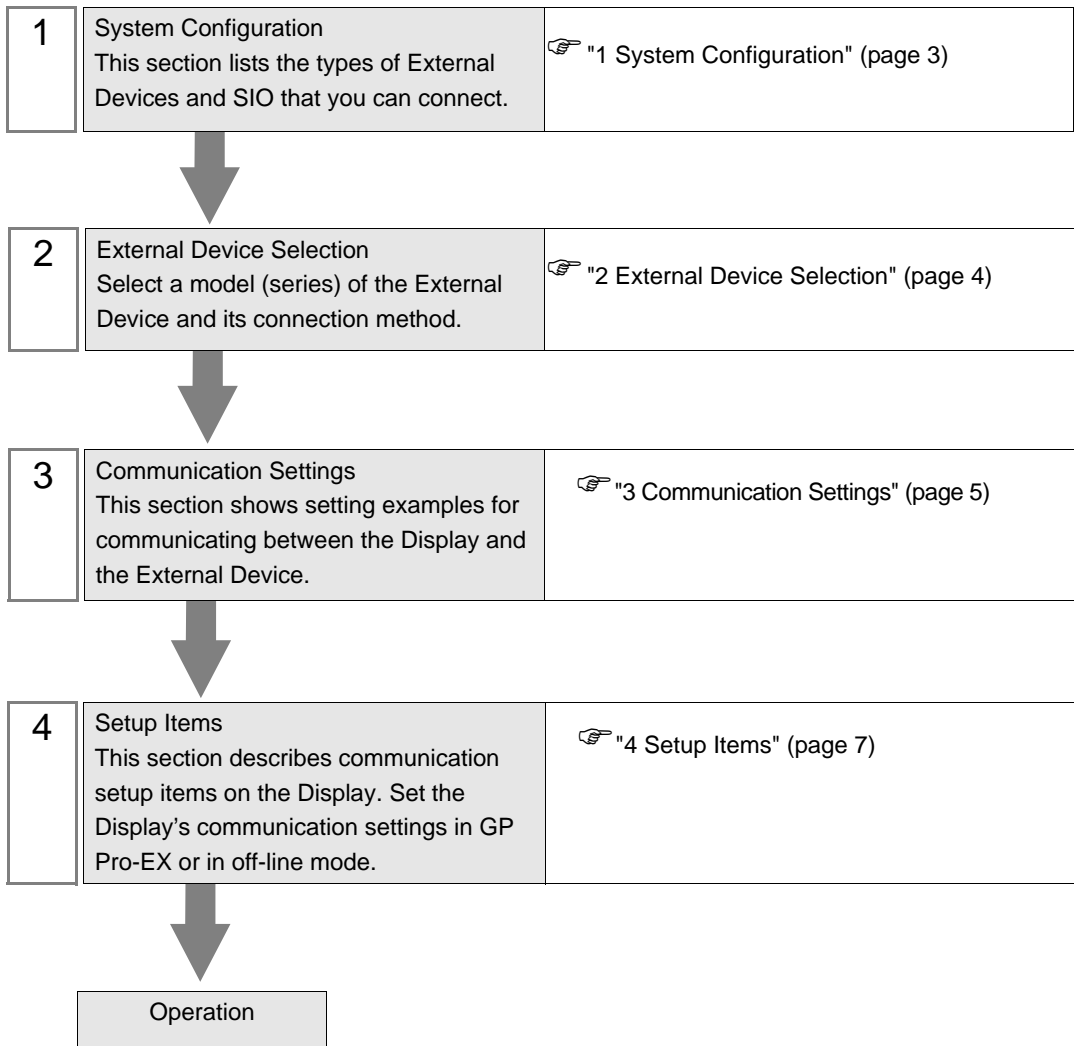 1
System Configuration
This section lists the types of External
Devices and SIO that you can connect.
"1 System Configuration" (page 3)
2
External Device Selection
Select a model (series) of the External
Device and its connection method.
"2 External Device Selection" (page 4)
3
Communication Settings
This section shows setting examples for
communicating between the Display and
the External Device.
"3 Communication Settings" (page 5)
4
Setup Items
This section describes communication
setup items on the Display. Set the
Display's communication settings in GP
Pro-EX or in off-line mode.
"4 Setup Items" (page 7)
Operation